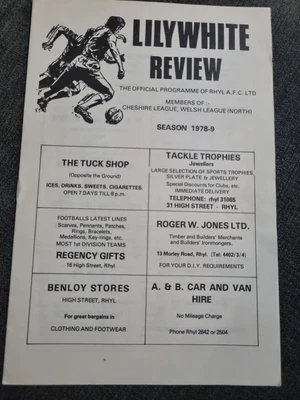 LILYWHITE
REVIEW
THE OFFICIAL PROGRAMME OF RHYL A.F.C. LTD
MEMBERS OF :-
CHESHIRE LEAGUE, WELSH LEAGUE (NORTH)
SEASON 1978-9
THE TUCK SHOP
(Opposite the Ground)
ICES, DRINKS, SWEETS, CIGARETTES.
OPEN 7 DAYS TILL 8 p.m.
TACKLE TROPHIES
Jewellers
LARGE SELECTION OF SPORTS TROPHIES,
SILVER PLATE & JEWELLERY
Special Discounts for Clubs, etc.
IMMEDIATE DELIVERY
TELEPHONE: rhyl 31065
31 HIGH STREET. - RHYL
FOOTBALLS LATEST LINES
Scarves, Pennants, Patches,
Rings, Bracelets,
Medallions, Key-rings, etc.
MOST 1st DIVISION TEAMS
REGENCY GIFTS
16 High Street, Rhyl
ROGER W. JONES LTD.
Timber and Builders' Merchants
and Builders' Ironmongers.
13 Morley Road, Rhyl. (Tel: 4402/3/4)
FOR YOUR D.I.Y. REQUIREMENTS
BENLOY STORES
HIGH STREET, RHYL
For great bargains in
CLOTHING AND FOOTWEAR
A. & B. CAR AND VAN
HIRE
No Mileage Charge
Phone Rhyl 2942 or 2504